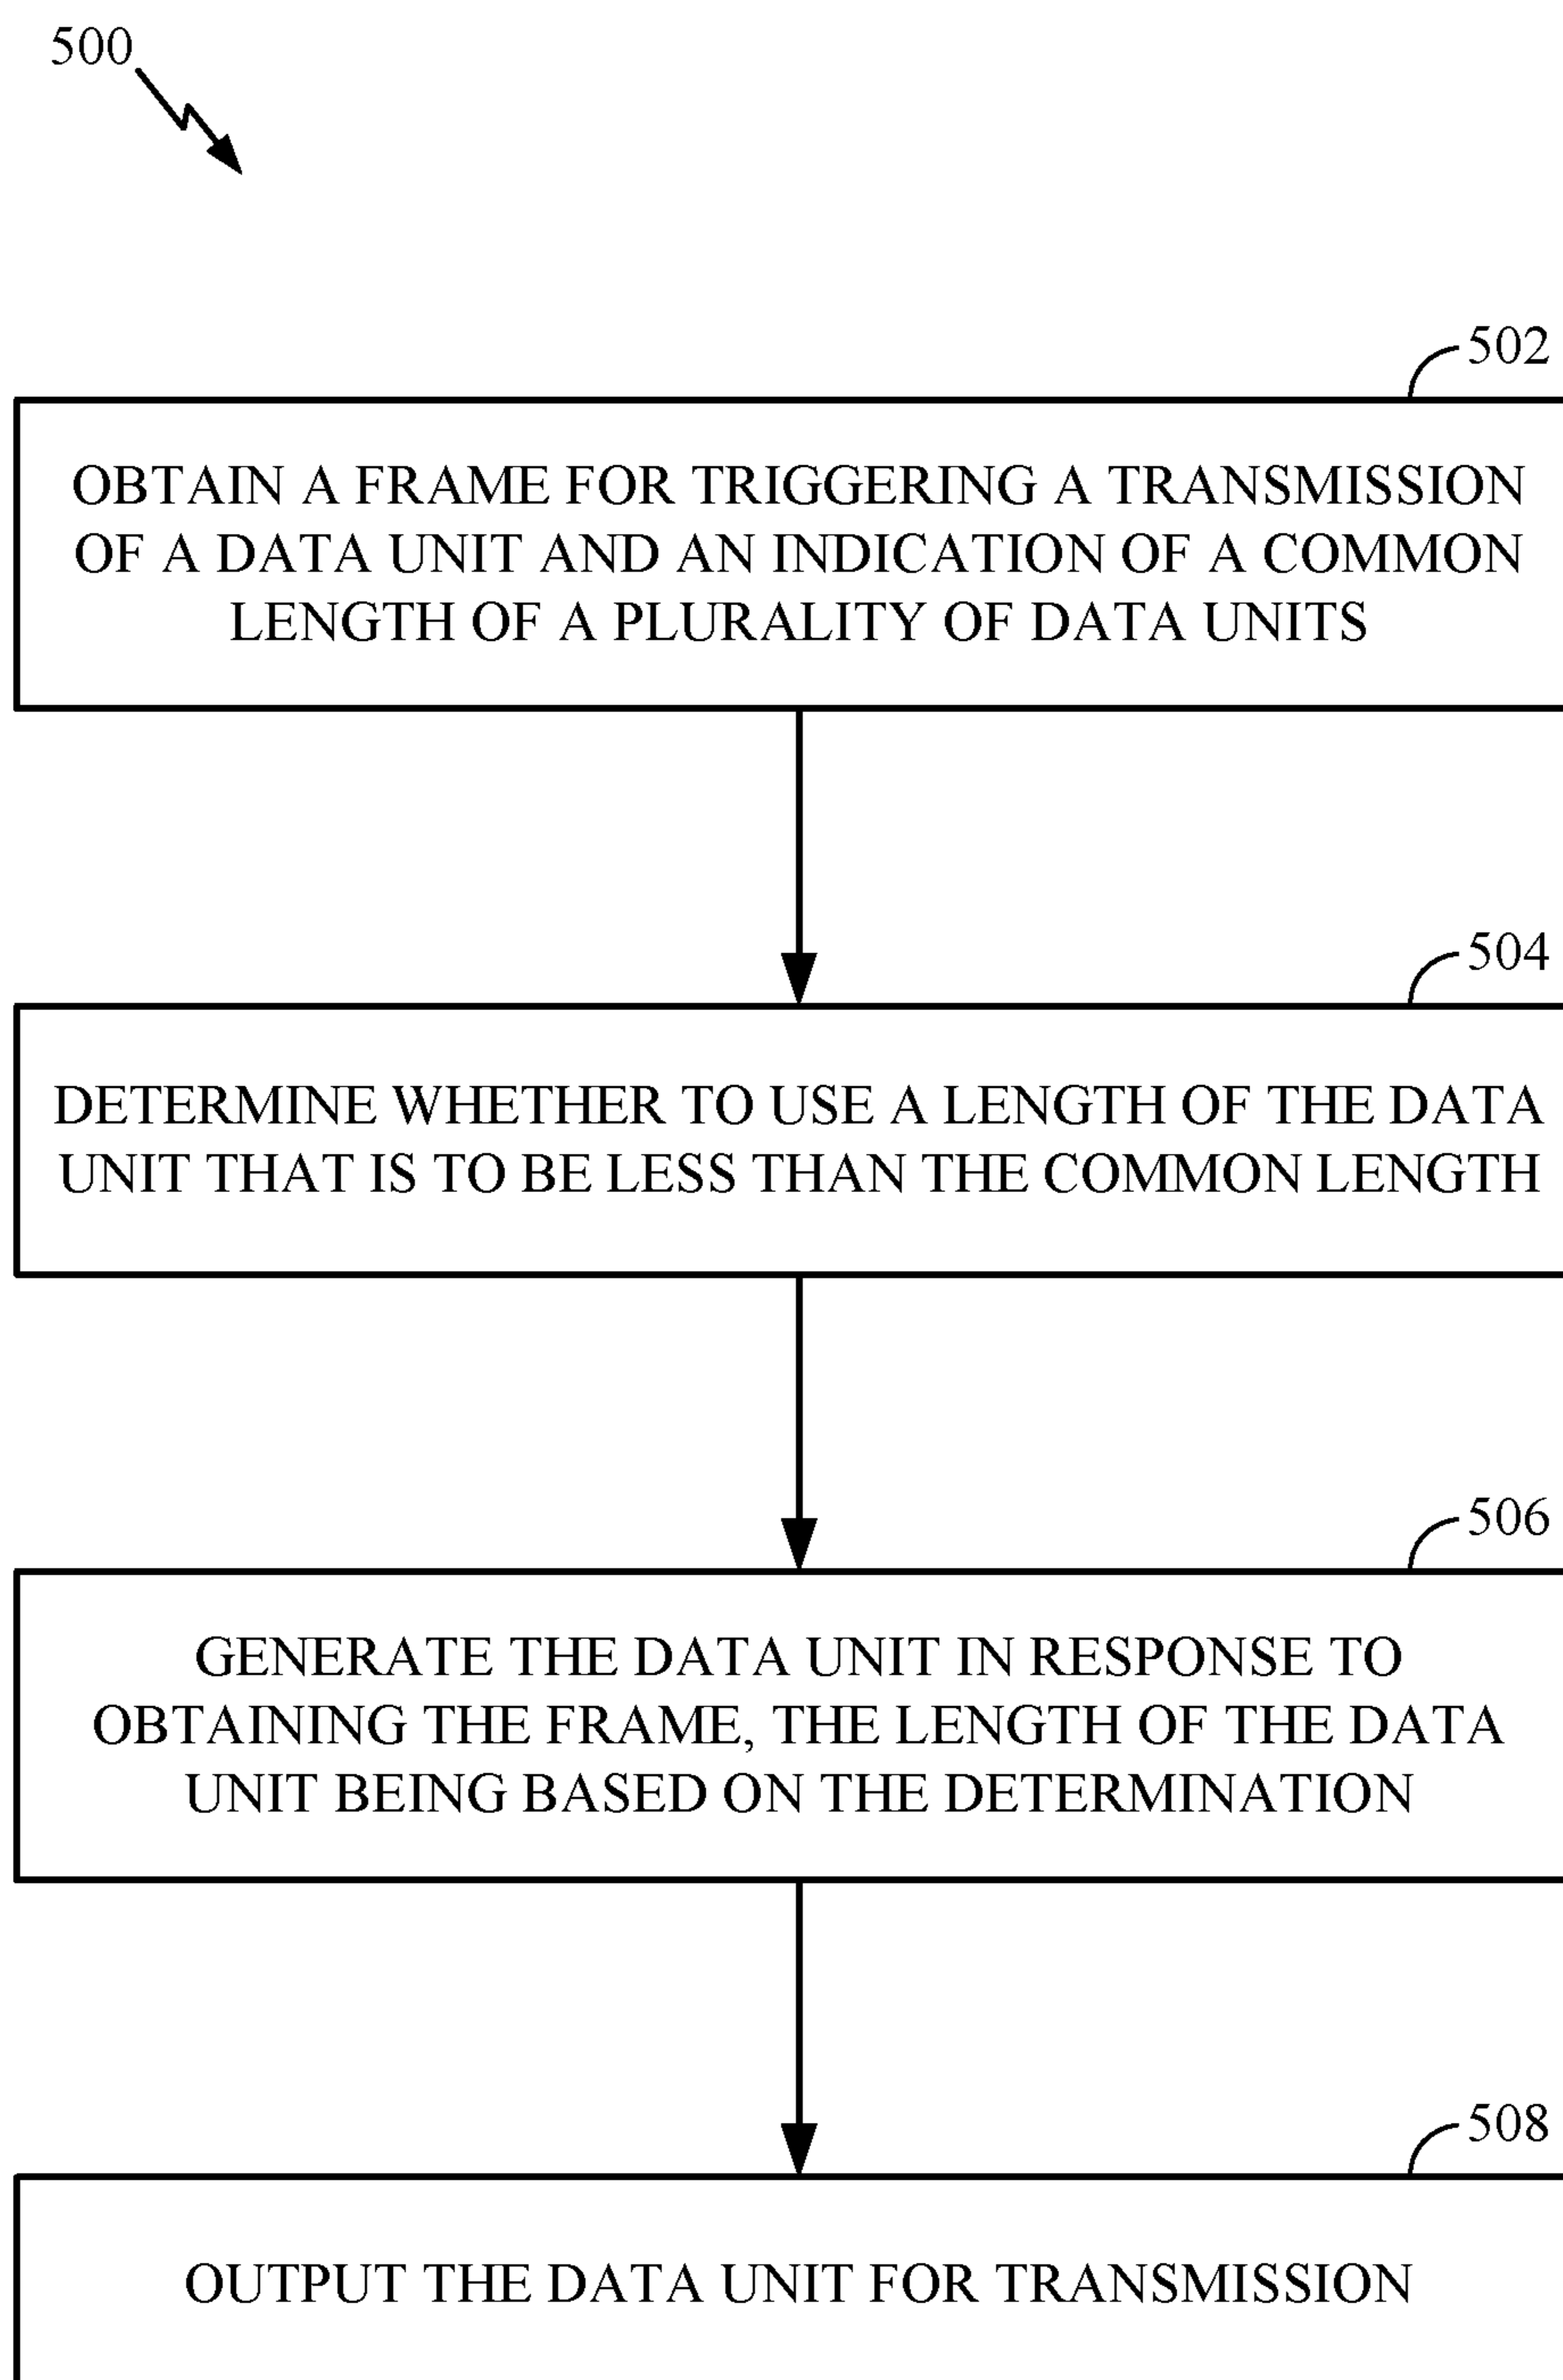 500
502
OBTAIN A FRAME FOR TRIGGERING A TRANSMISSION
OF A DATA UNIT AND AN INDICATION OF A COMMON
LENGTH OF A PLURALITY OF DATA UNITS
504
DETERMINE WHETHER TO USE A LENGTH OF THE DATA
UNIT THAT IS TO BE LESS THAN THE COMMON LENGTH
506
GENERATE THE DATA UNIT IN RESPONSE TO
OBTAINING THE FRAME, THE LENGTH OF THE DATA
UNIT BEING BASED ON THE DETERMINATION
508
OUTPUT THE DATA UNIT FOR TRANSMISSION